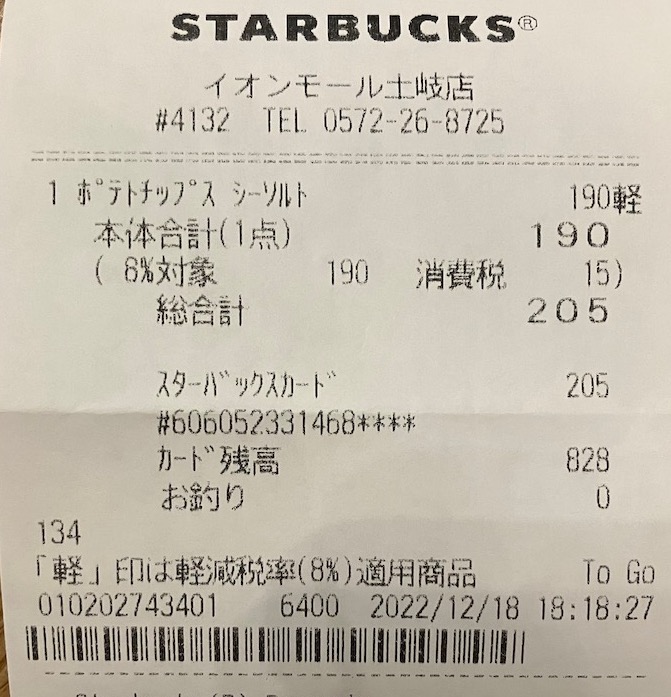 STARBUCKS®
イオンモール土岐店
#4132 TEL 0572-26-8725
1 ﾎﾟﾃﾄﾁｯﾌﾟｽ ｼｰｿﾙﾄ 190軽
本体合計(1点) 190
( 8%対象 190 消費税 15)
総合計 205
ｽﾀｰﾊﾞｯｸｽｶｰﾄﾞ 205
#606052331468****
ｶｰﾄﾞ残高 828
お釣り 0
134
「軽」印は軽減税率(8%)適用商品 To Go
010202743401 6400 2022/12/18 18:18:27